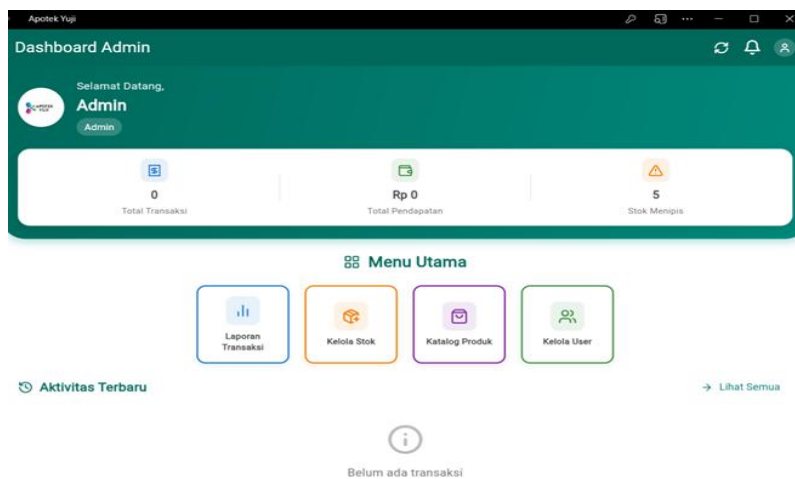 Apotek Yuji
Dashboard Admin
Selamat Datang,
Admin
Admin
0
Total Transaksi
Rp 0
Total Pendapatan
5
Stok Menipis
Menu Utama
Laporan
Transaksi
Kelola Stok
Katalog Produk
Kelola User
Aktivitas Terbaru
Lihat Semua
Belum ada transaksi